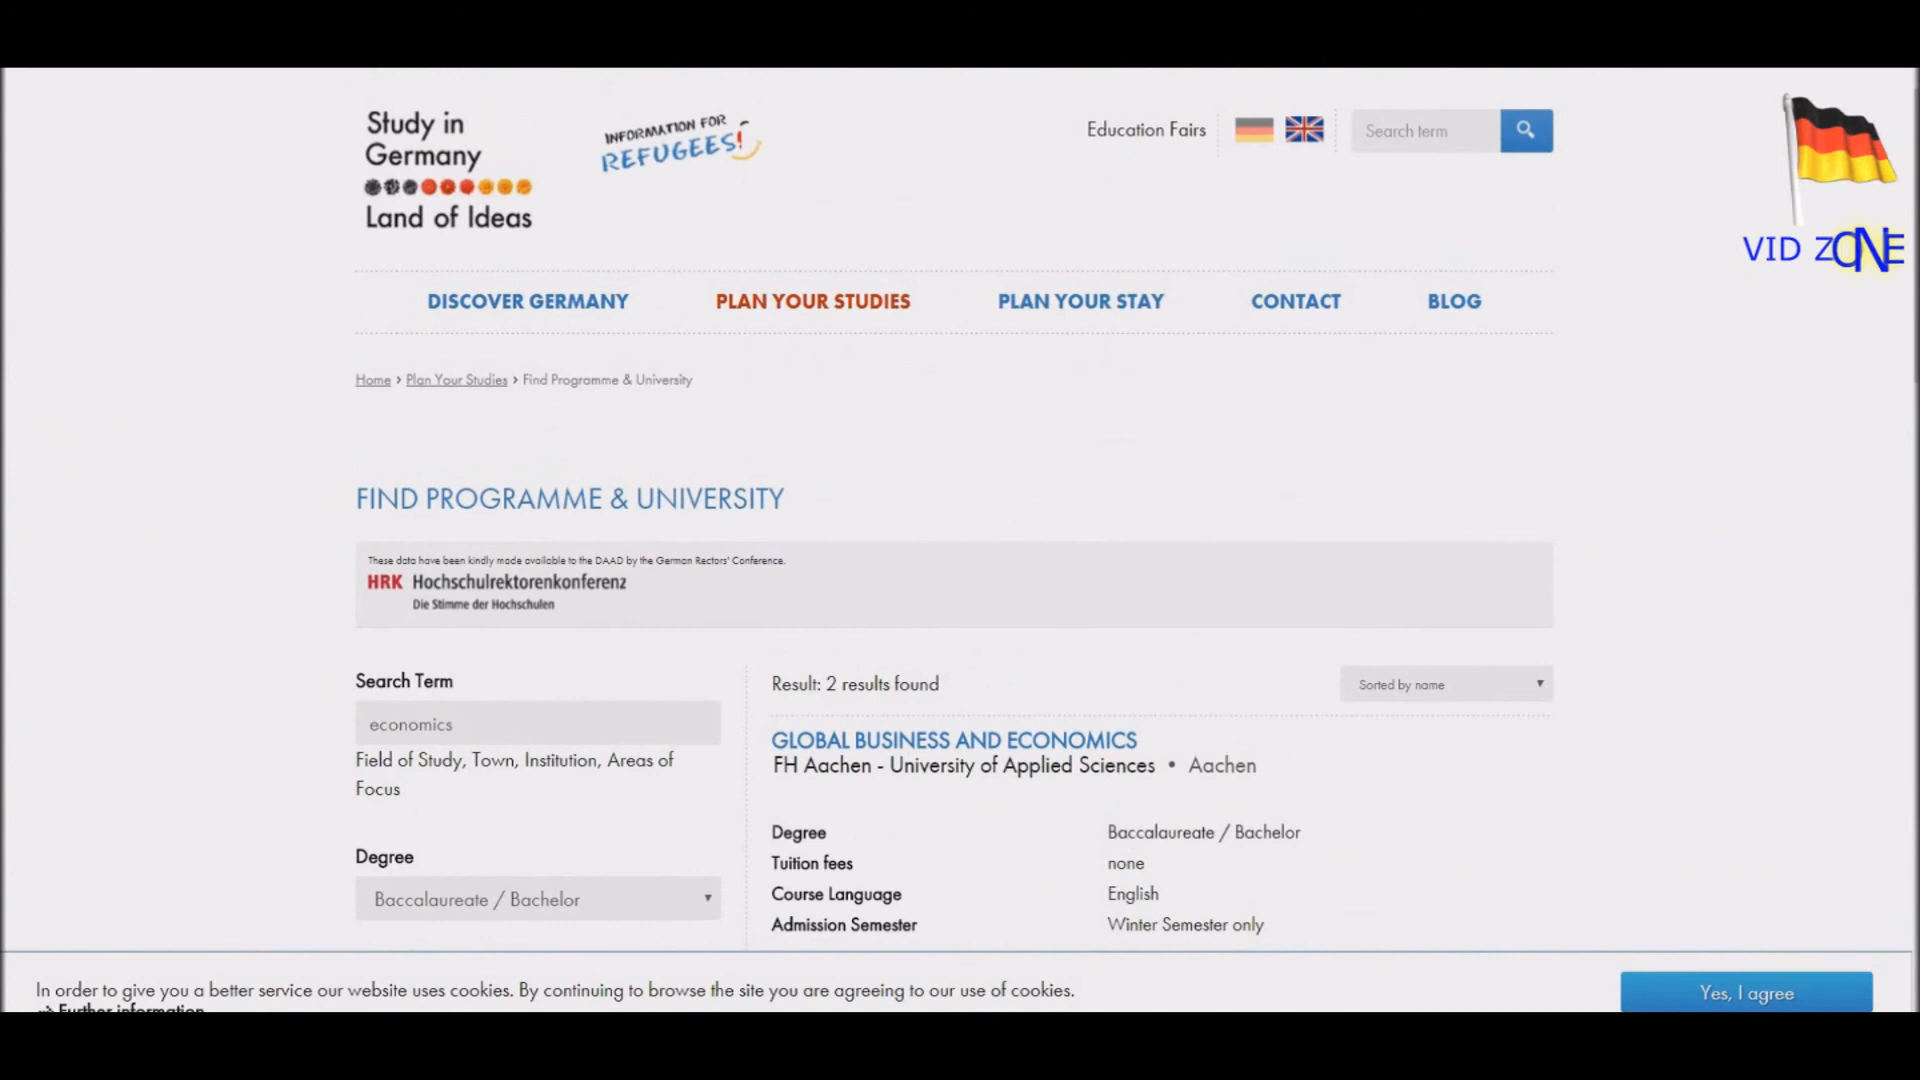 Study in
Germany
Land of Ideas
INFORMATION FOR
REFUGEES!
Education Fairs
Search term
VID ZONE
DISCOVER GERMANY
PLAN YOUR STUDIES
PLAN YOUR STAY
CONTACT
BLOG
Home › Plan Your Studies › Find Programme & University
FIND PROGRAMME & UNIVERSITY
These data have been kindly made available to the DAAD by the German Rectors' Conference.
HRK Hochschulrektorenkonferenz
Die Stimme der Hochschulen
Search Term
economics
Field of Study, Town, Institution, Areas of
Focus
Degree
Baccalaureate / Bachelor
Result: 2 results found
Sorted by name
GLOBAL BUSINESS AND ECONOMICS
FH Aachen - University of Applied Sciences • Aachen
Degree Baccalaureate / Bachelor
Tuition fees none
Course Language English
Admission Semester Winter Semester only
In order to give you a better service our website uses cookies. By continuing to browse the site you are agreeing to our use of cookies.
Further information
Yes, I agree